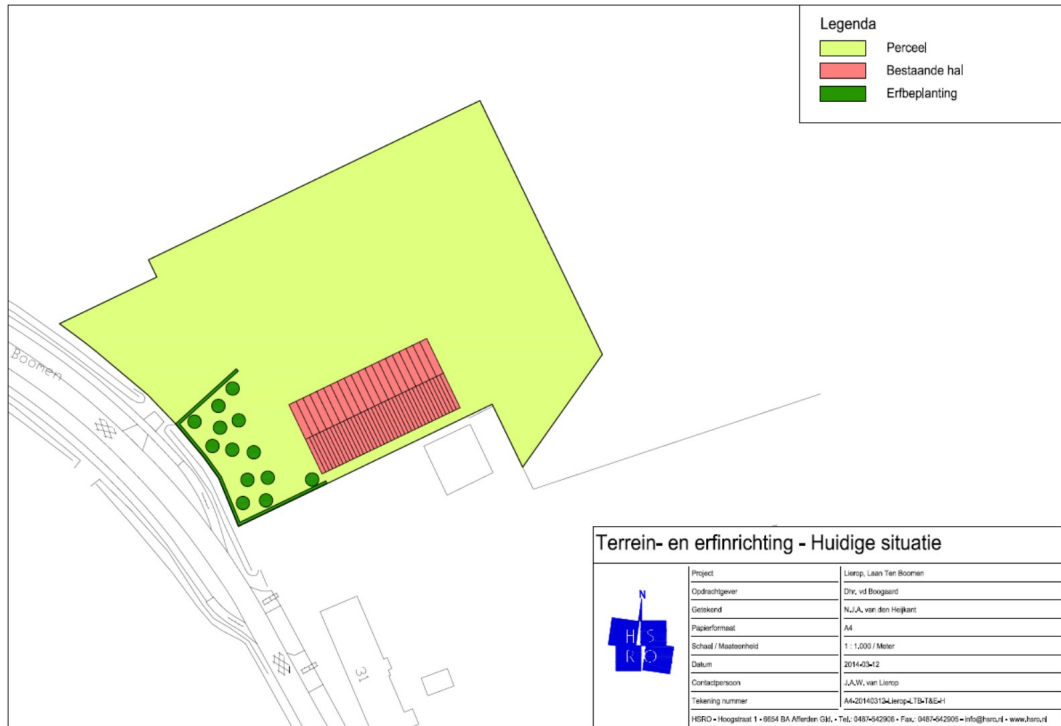 Legenda
Perceel
Bestaande hal
Erfbeplanting
Boomen
31
Terrein- en erfinrichting - Huidige situatie
N
H S
R O
Project Lierop, Laan Ten Boomen
Opdrachtgever Dhr. vd Boogaard
Getekend N.J.A. van den Heijkant
Papierformaat A4
Schaal / Maateenheid 1 : 1,000 / Meter
Datum 2014-03-12
Contactpersoon J.A.W. van Lierop
Tekening nummer A4-20140312-Lierop-LTB-T&E-H
HSRO - Hoogstraat 1 - 6654 BA Afferden Gld. - Tel.: 0487-542906 - Fax.: 0487-542905 - info@hsro.nl - www.hsro.nl